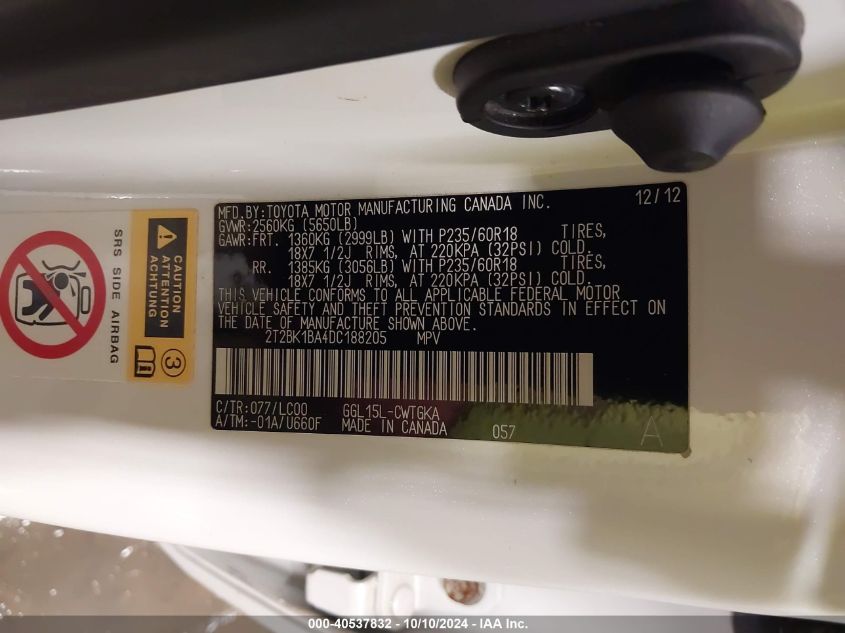 MFD.BY:TOYOTA MOTOR MANUFACTURING CANADA INC. 12/12
GVWR:2560KG (5650LB)
GAWR:FRT. 1360KG (2999LB) WITH P235/60R18 TIRES,
18X7 1/2J RIMS, AT 220KPA (32PSI) COLD.
RR. 1385KG (3056LB) WITH P235/60R18 TIRES,
18X7 1/2J RIMS, AT 220KPA (32PSI) COLD.
THIS VEHICLE CONFORMS TO ALL APPLICABLE FEDERAL MOTOR
VEHICLE SAFETY AND THEFT PREVENTION STANDARDS IN EFFECT ON
THE DATE OF MANUFACTURE SHOWN ABOVE.
2T2BK1BA4DC188205 MPV
C/TR:077/LC00 GGL15L-CWTGKA
A/TM:-01A/U660F MADE IN CANADA 057 A
SRS SIDE AIRBAG
CAUTION
ATTENTION
ACHTUNG
3
000-40537832 - 10/10/2024 - IAA Inc.